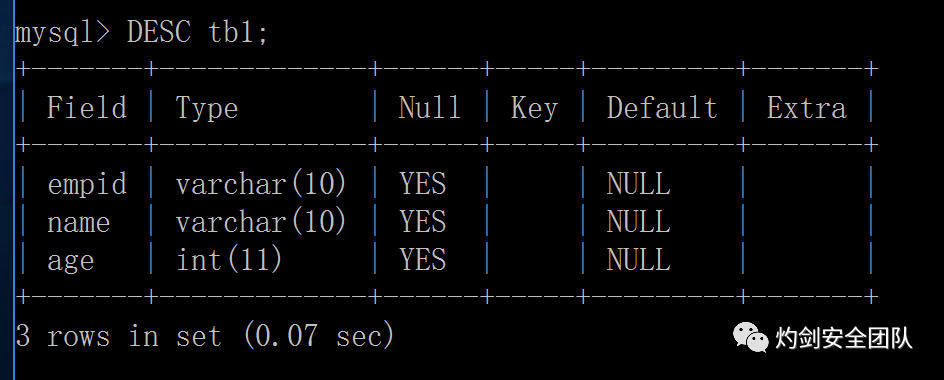 mysql> DESC tb1;
+-------+-------------+------+-----+---------+-------+
| Field | Type        | Null | Key | Default | Extra |
+-------+-------------+------+-----+---------+-------+
| empid | varchar(10) | YES  |     | NULL    |       |
| name  | varchar(10) | YES  |     | NULL    |       |
| age   | int(11)     | YES  |     | NULL    |       |
+-------+-------------+------+-----+---------+-------+
3 rows in set (0.07 sec)
灼剑安全团队